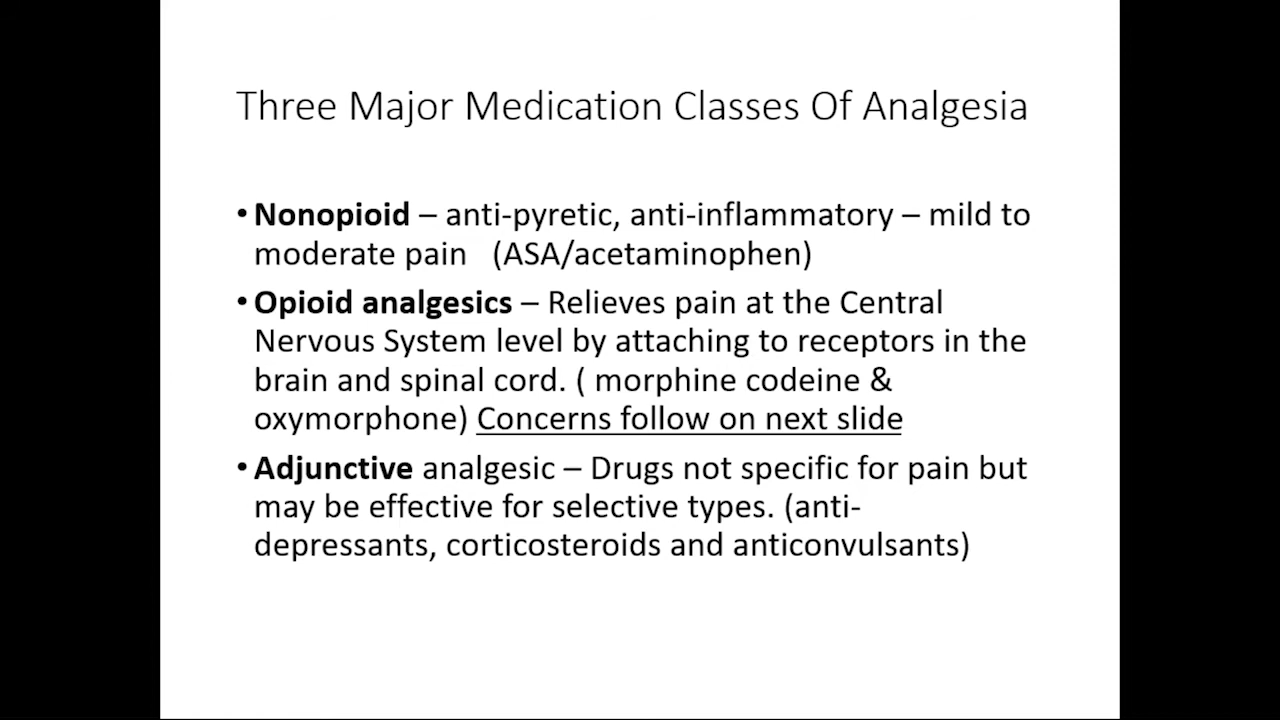 Three Major Medication Classes Of Analgesia
• Nonopioid – anti-pyretic, anti-inflammatory – mild to
moderate pain   (ASA/acetaminophen)
• Opioid analgesics – Relieves pain at the Central
Nervous System level by attaching to receptors in the
brain and spinal cord. ( morphine codeine &
oxymorphone) Concerns follow on next slide
• Adjunctive analgesic – Drugs not specific for pain but
may be effective for selective types. (anti-
depressants, corticosteroids and anticonvulsants)